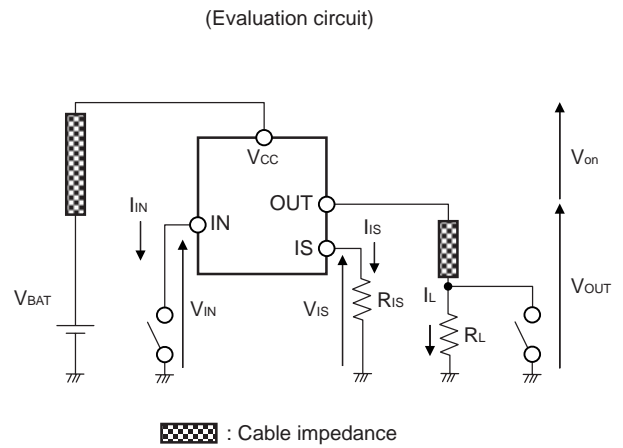 (Evaluation circuit)
VCC
Von
IIN
OUT
IN
IIS
IS
VBAT
VIN
VIS
RIS
IL
RL
VOUT
: Cable impedance